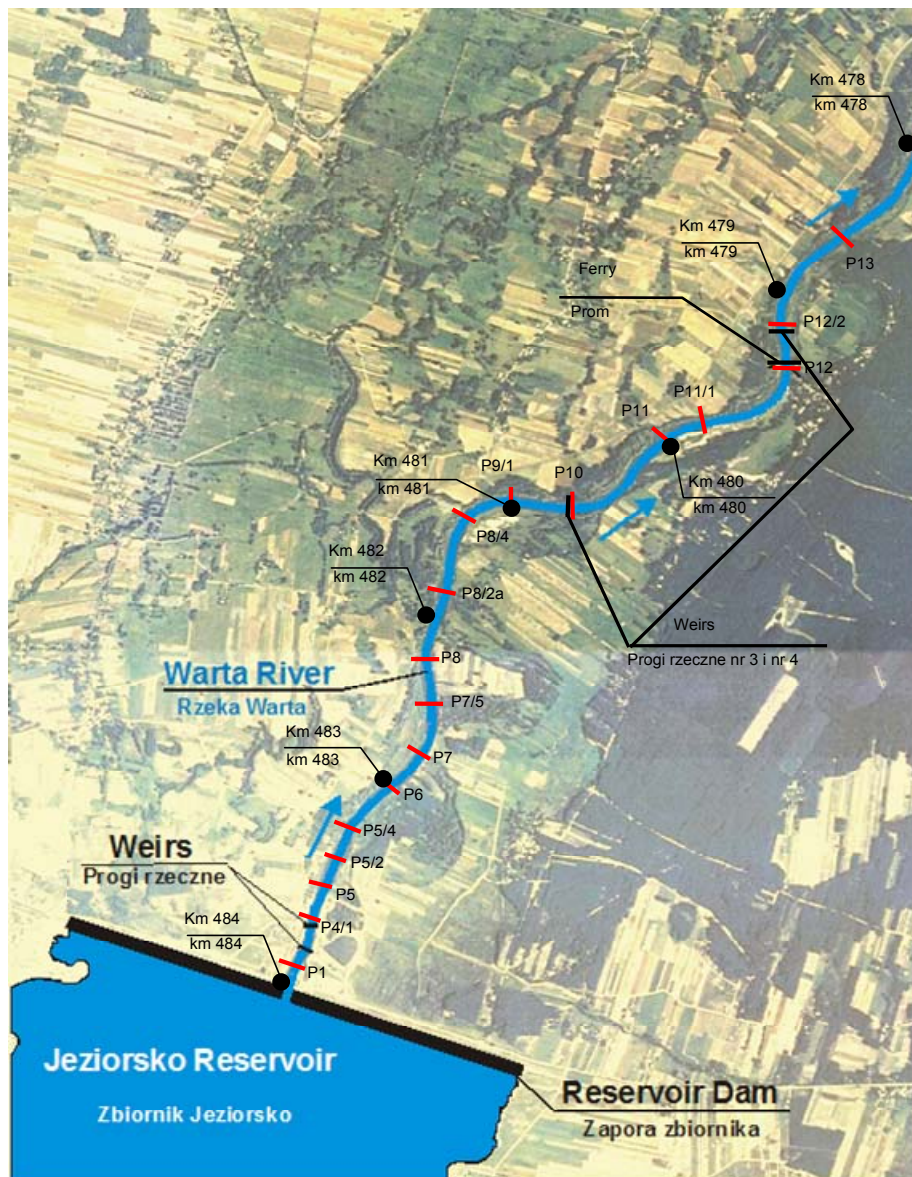 Km 478
km 478
Km 479
km 479
P13
Ferry
Prom
P12/2
P12
P11/1
P11
Km 481
km 481
P9/1
P10
Km 480
km 480
P8/4
Km 482
km 482
P8/2a
Weirs
Progi rzeczne nr 3 i nr 4
P8
Warta River
Rzeka Warta
P7/5
Km 483
km 483
P7
P6
P5/4
Weirs
Progi rzeczne
P5/2
P5
Km 484
km 484
P4/1
P1
Jeziorsko Reservoir
Zbiornik Jeziorsko
Reservoir Dam
Zapora zbiornika